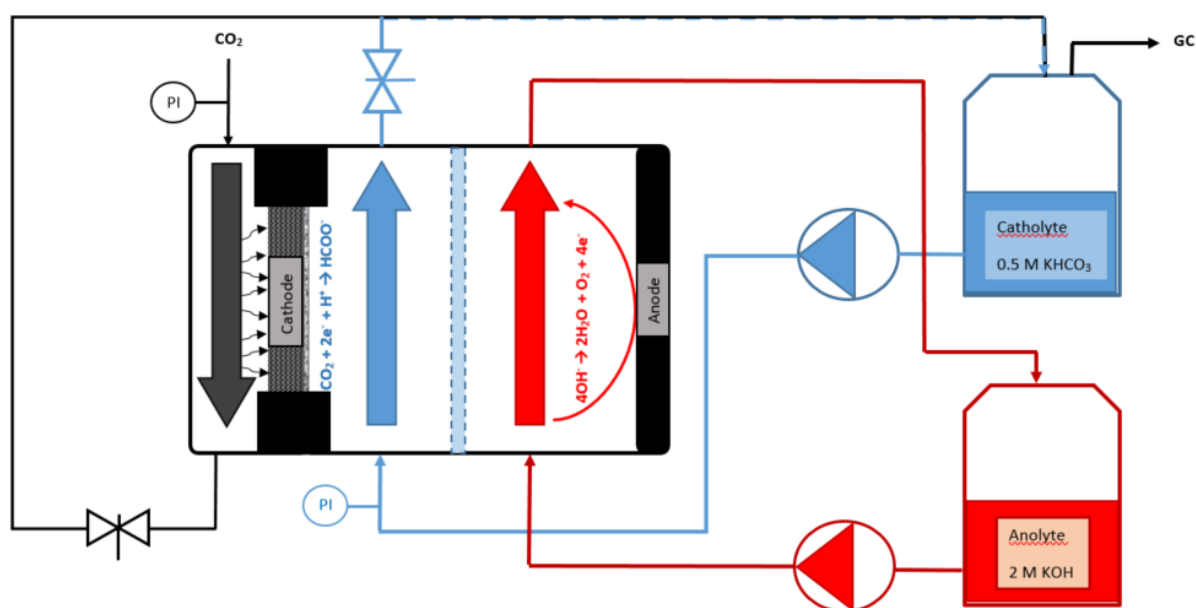 CO₂
GC
PI
Cathode
CO₂ + 2e⁻ + H⁺ → HCOO⁻
4OH⁻ → 2H₂O + O₂ + 4e⁻
Anode
Catholyte
0.5 M KHCO₃
PI
Anolyte
2 M KOH